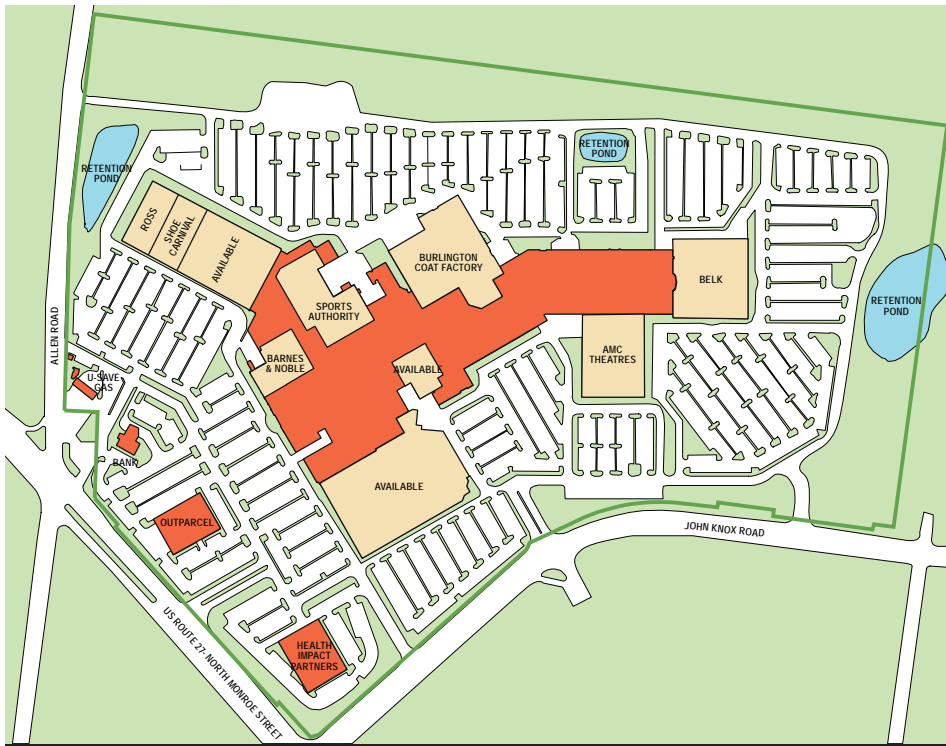 RETENTION
POND
RETENTION
POND
ROSS
SHOE
CARNIVAL
AVAILABLE
BURLINGTON
COAT FACTORY
BELK
SPORTS
AUTHORITY
RETENTION
POND
ALLEN ROAD
BARNES
& NOBLE
AVAILABLE
AMC
THEATRES
U-SAVE
GAS
BANK
AVAILABLE
OUTPARCEL
JOHN KNOX ROAD
US ROUTE 27- NORTH MONROE STREET
HEALTH
IMPACT
PARTNERS